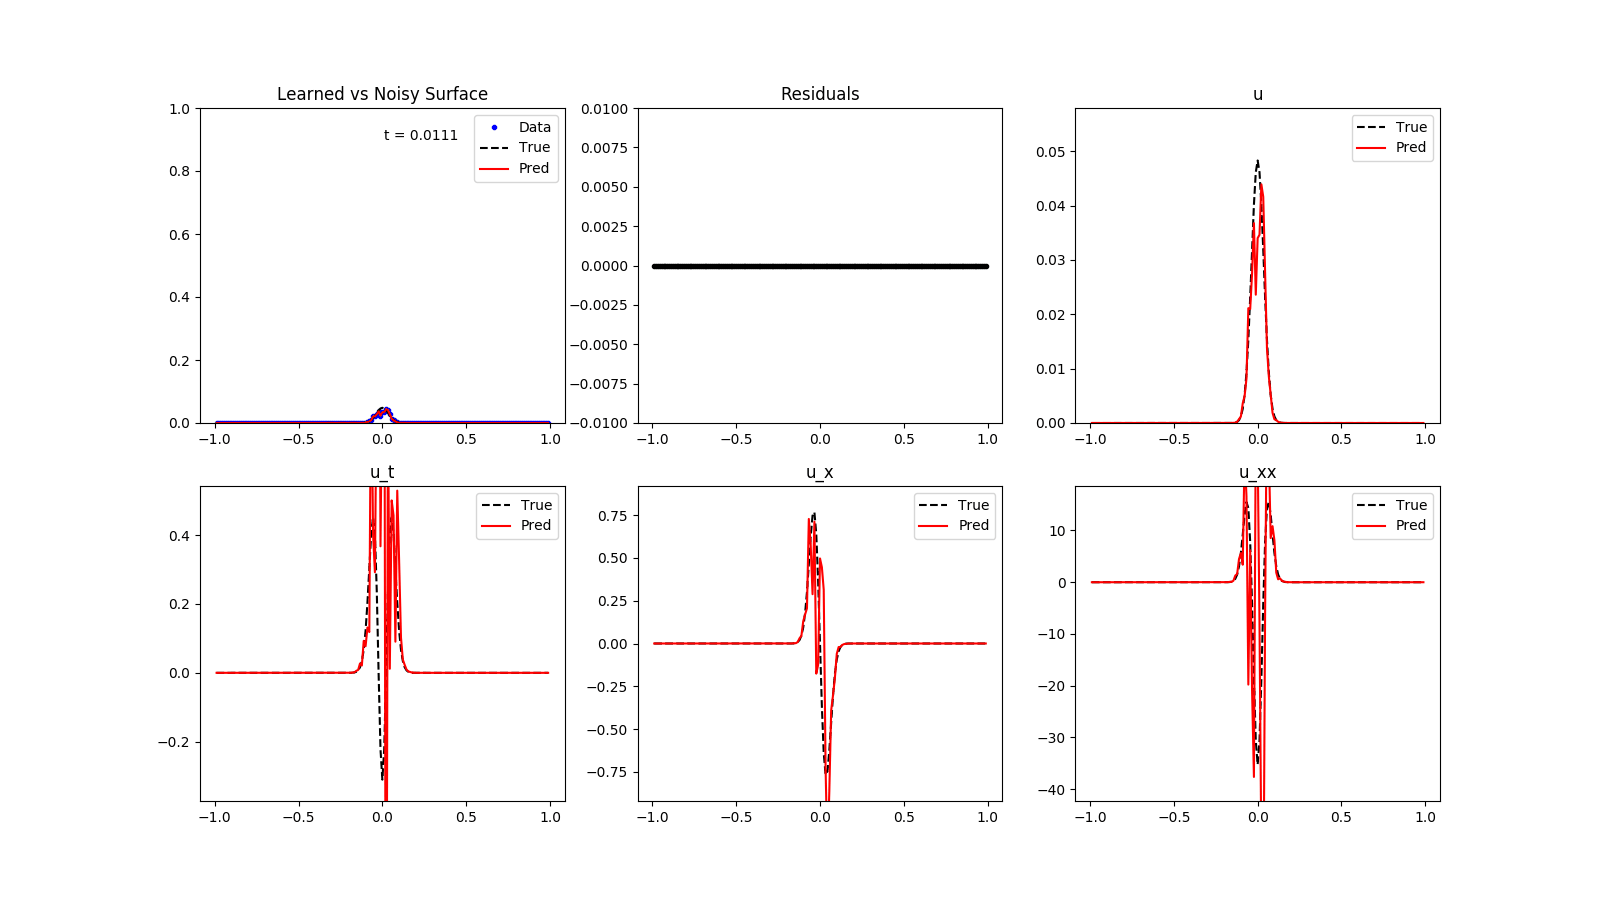 Learned vs Noisy Surface
1.0
0.8
0.6
0.4
0.2
0.0
−1.0 −0.5 0.0 0.5 1.0
t = 0.0111
Data
True
Pred
Residuals
0.0100
0.0075
0.0050
0.0025
0.0000
−0.0025
−0.0050
−0.0075
−0.0100
−1.0 −0.5 0.0 0.5 1.0
u
0.05
0.04
0.03
0.02
0.01
0.00
−1.0 −0.5 0.0 0.5 1.0
True
Pred
u_t
0.4
0.2
0.0
−0.2
−1.0 −0.5 0.0 0.5 1.0
True
Pred
u_x
0.75
0.50
0.25
0.00
−0.25
−0.50
−0.75
−1.0 −0.5 0.0 0.5 1.0
True
Pred
u_xx
10
0
−10
−20
−30
−40
−1.0 −0.5 0.0 0.5 1.0
True
Pred